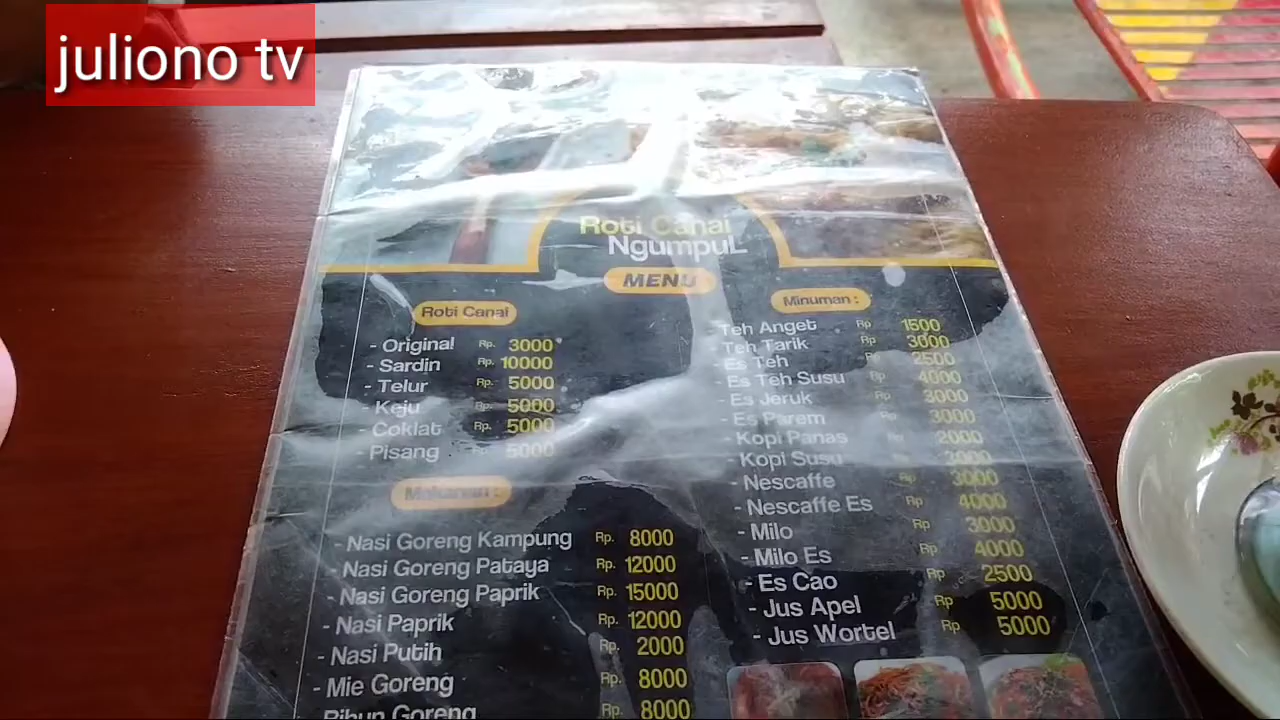 juliono tv
Roti Canai
NgumpuL
MENU
Roti Canai
- Original Rp. 3000
- Sardin Rp. 10000
- Telur Rp. 5000
- Keju Rp. 5000
- Coklat Rp. 5000
- Pisang Rp. 5000
Makanan :
- Nasi Goreng Kampung Rp. 8000
- Nasi Goreng Pataya Rp. 12000
- Nasi Goreng Paprik Rp. 15000
- Nasi Paprik Rp. 12000
- Nasi Putih Rp. 2000
- Mie Goreng Rp. 8000
Bihun Goreng Rp. 8000
Minuman :
- Teh Anget Rp 1500
- Teh Tarik Rp 3000
- Es Teh Rp 2500
- Es Teh Susu Rp 4000
- Es Jeruk Rp 3000
- Es Parem Rp 3000
- Kopi Panas Rp 2000
- Kopi Susu Rp 3000
- Nescaffe Rp 3000
- Nescaffe Es Rp 4000
- Milo Rp 3000
- Milo Es Rp 4000
- Es Cao Rp 2500
- Jus Apel Rp 5000
- Jus Wortel Rp 5000